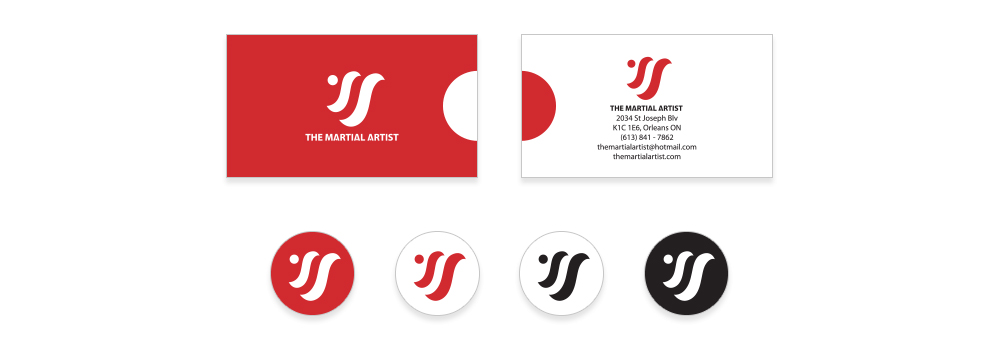 THE MARTIAL ARTIST
THE MARTIAL ARTIST
2034 St Joseph Blv
K1C 1E6, Orleans ON
(613) 841 - 7862
themartialartist@hotmail.com
themartialartist.com